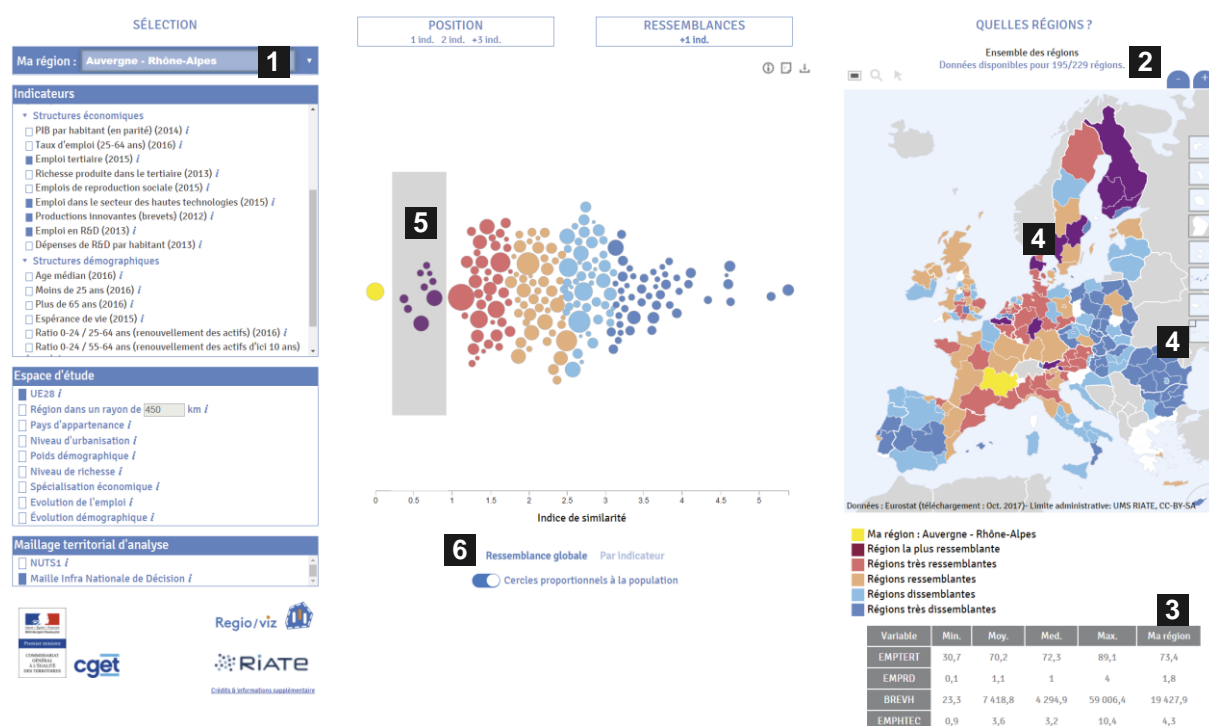 SÉLECTION
Ma région : Auvergne - Rhône-Alpes 1
Indicateurs
Structures économiques
PIB par habitant (en parité) (2014) i
Taux d'emploi (25-64 ans) (2016) i
Emploi tertiaire (2015) i
Richesse produite dans le tertiaire (2013) i
Emplois de reproduction sociale (2015) i
Emploi dans le secteur des hautes technologies (2015) i
Productions innovantes (brevets) (2012) i
Emploi en R&D (2013) i
Dépenses de R&D par habitant (2013) i
Structures démographiques
Age médian (2016) i
Moins de 25 ans (2016) i
Plus de 65 ans (2016) i
Espérance de vie (2015) i
Ratio 0-24 / 25-64 ans (renouvellement des actifs) (2016) i
Ratio 0-24 / 55-64 ans (renouvellement des actifs d'ici 10 ans)
Espace d'étude
UE28 i
Région dans un rayon de 450 km i
Pays d'appartenance i
Niveau d'urbanisation i
Poids démographique i
Niveau de richesse i
Spécialisation économique i
Evolution de l'emploi i
Évolution démographique i
Maillage territorial d'analyse
NUTS1 i
Maille Infra Nationale de Décision i
Premier ministre
COMMISSARIAT
GÉNÉRAL
À L'ÉGALITÉ
DES TERRITOIRES
cget
Regio/viz
RIATE
Crédits & informations supplémentaire
POSITION
1 ind. 2 ind. +3 ind.
RESSEMBLANCES
+1 ind.
5
0 0.5 1 1.5 2 2.5 3 3.5 4 4.5 5
Indice de similarité
6 Ressemblance globale Par indicateur
Cercles proportionnels à la population
QUELLES RÉGIONS ?
Ensemble des régions
Données disponibles pour 195/229 régions. 2
- +
4
4
Données : Eurostat (téléchargement : Oct. 2017)- Limite administrative: UMS RIATE, CC-BY-SA
Ma région : Auvergne - Rhône-Alpes
Région la plus ressemblante
Régions très ressemblantes
Régions ressemblantes
Régions dissemblantes
Régions très dissemblantes
3
Variable Min. Moy. Med. Max. Ma région
EMPTERT 30,7 70,2 72,3 89,1 73,4
EMPRD 0,1 1,1 1 4 1,8
BREVH 23,3 7 418,8 4 294,9 59 006,4 19 427,9
EMPHTEC 0,9 3,6 3,2 10,4 4,3